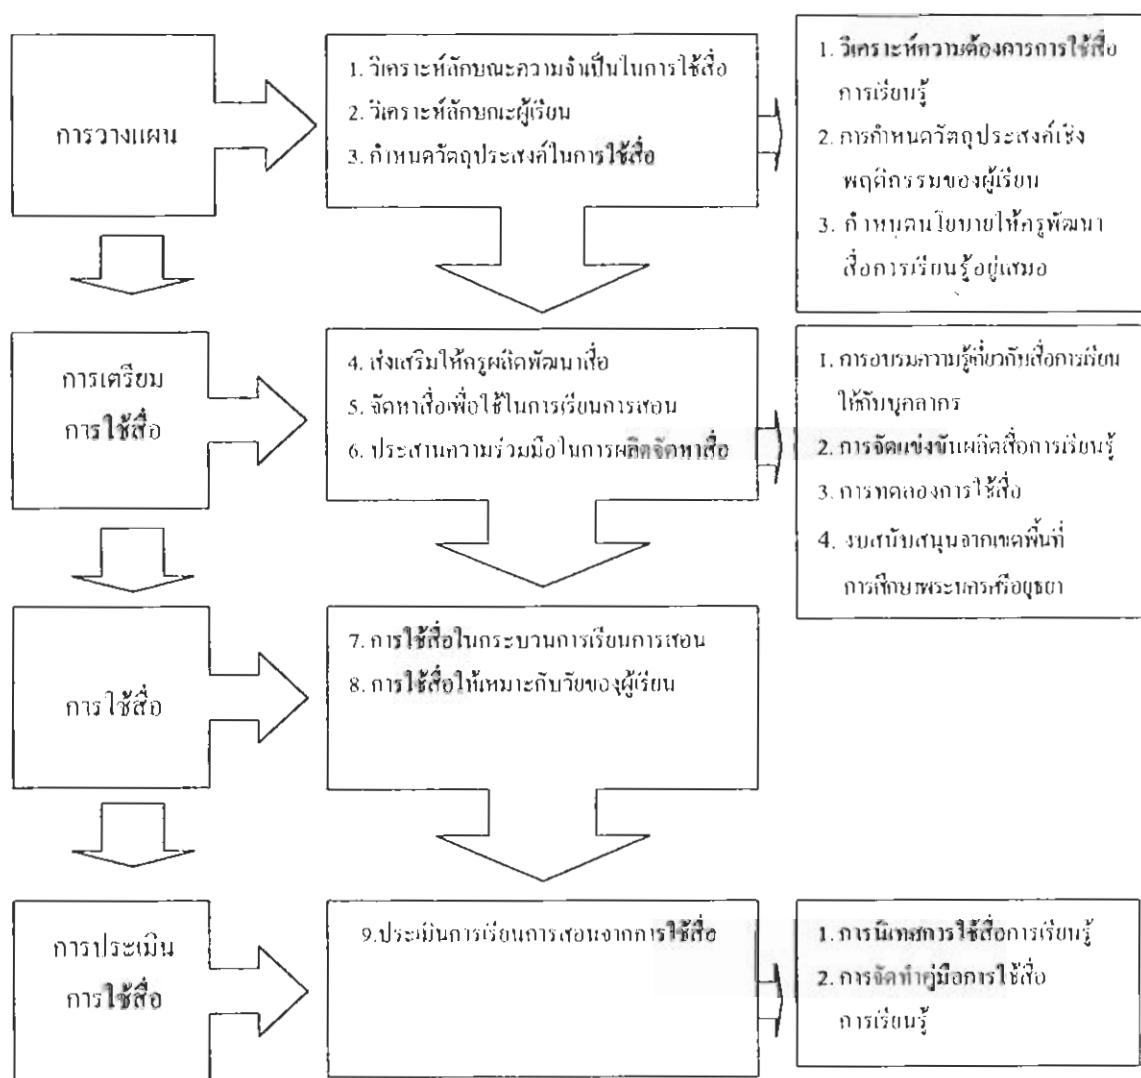 การวางแผน
1. วิเคราะห์ลักษณะความจำเป็นในการใช้สื่อ
2. วิเคราะห์ลักษณะผู้เรียน
3. กำหนดวัตถุประสงค์ในการใช้สื่อ
1. วิเคราะห์ความต้องการการใช้สื่อ
การเรียนรู้
2. การกำหนดวัตถุประสงค์เชิง
พฤติกรรมของผู้เรียน
3. กำหนดนโยบายให้ครูพัฒนา
สื่อการเรียนรู้อยู่เสมอ
การเตรียม
การใช้สื่อ
4. ส่งเสริมให้ครูผลิตพัฒนาสื่อ
5. จัดหาสื่อเพื่อใช้ในการเรียนการสอน
6. ประสานความร่วมมือในการผลิตจัดหาสื่อ
1. การอบรมความรู้เกี่ยวกับสื่อการเรียน
ให้กับบุคลากร
2. การจัดแข่งขันผลิตสื่อการเรียนรู้
3. การทดลองการใช้สื่อ
4. งบสนับสนุนจากเขตพื้นที่
การศึกษาพระนครศรีอยุธยา
การใช้สื่อ
7. การใช้สื่อในกระบวนการเรียนการสอน
8. การใช้สื่อให้เหมาะกับวัยของผู้เรียน
การประเมิน
การใช้สื่อ
9.ประเมินการเรียนการสอนจากการใช้สื่อ
1. การนิเทศการใช้สื่อการเรียนรู้
2. การจัดทำคู่มือการใช้สื่อ
การเรียนรู้